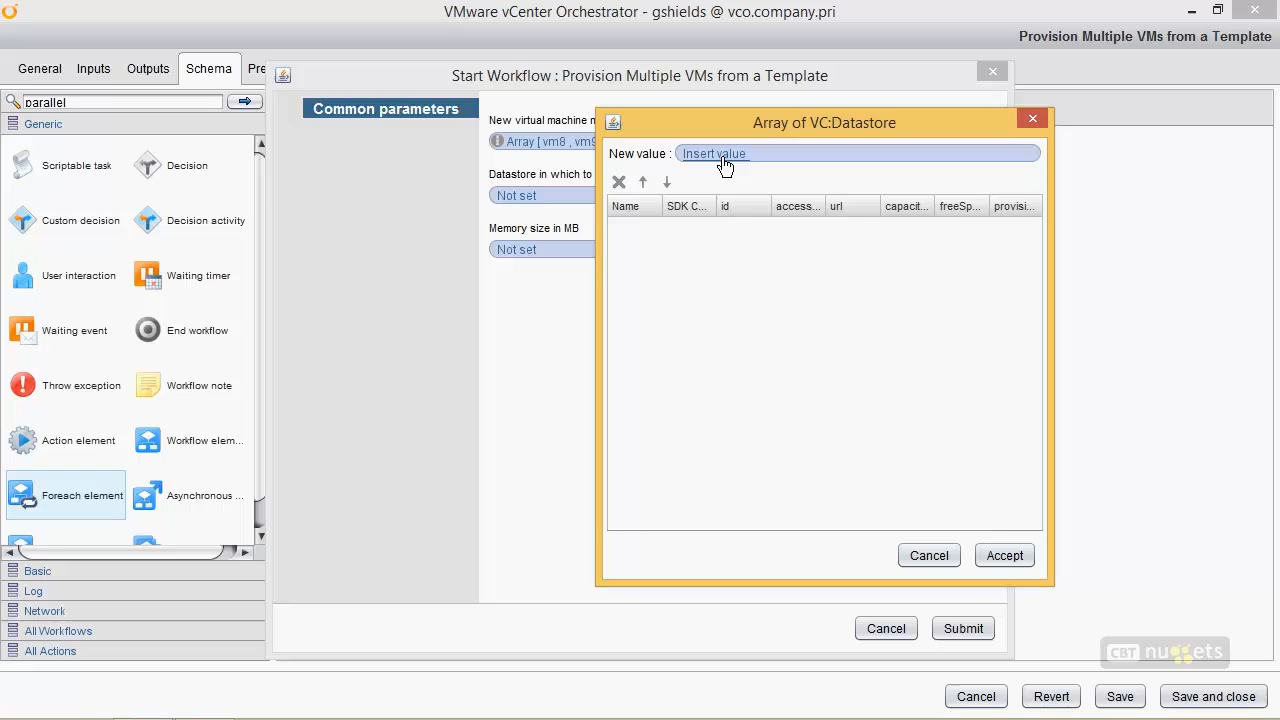 VMware vCenter Orchestrator - gshields @ vco.company.pri
Provision Multiple VMs from a Template
General Inputs Outputs Schema Pre
Start Workflow : Provision Multiple VMs from a Template
parallel
Generic
Scriptable task Decision
Custom decision Decision activity
User interaction Waiting timer
Waiting event End workflow
Throw exception Workflow note
Action element Workflow elem...
Foreach element Asynchronous ...
Basic
Log
Network
All Workflows
All Actions
Common parameters
New virtual machine n
Array [ vm8 , vm9
Datastore in which to
Not set
Memory size in MB
Not set
Array of VC:Datastore
New value : Insert value
Name SDK C... id access... url capacit... freeSp... provisi...
Cancel Accept
Cancel Submit
CBT nuggets
Cancel Revert Save Save and close